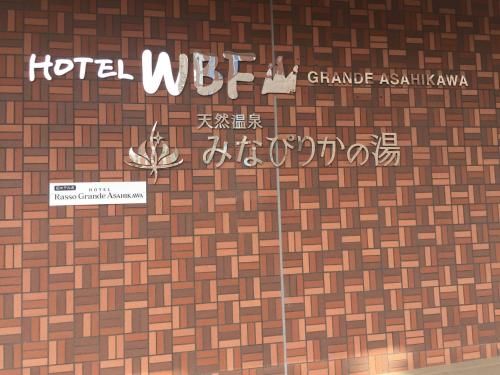 HOTEL WBF GRANDE ASAHIKAWA
天然温泉
みなぴりかの湯
HOTEL
Rasso Grande ASAHIKAWA